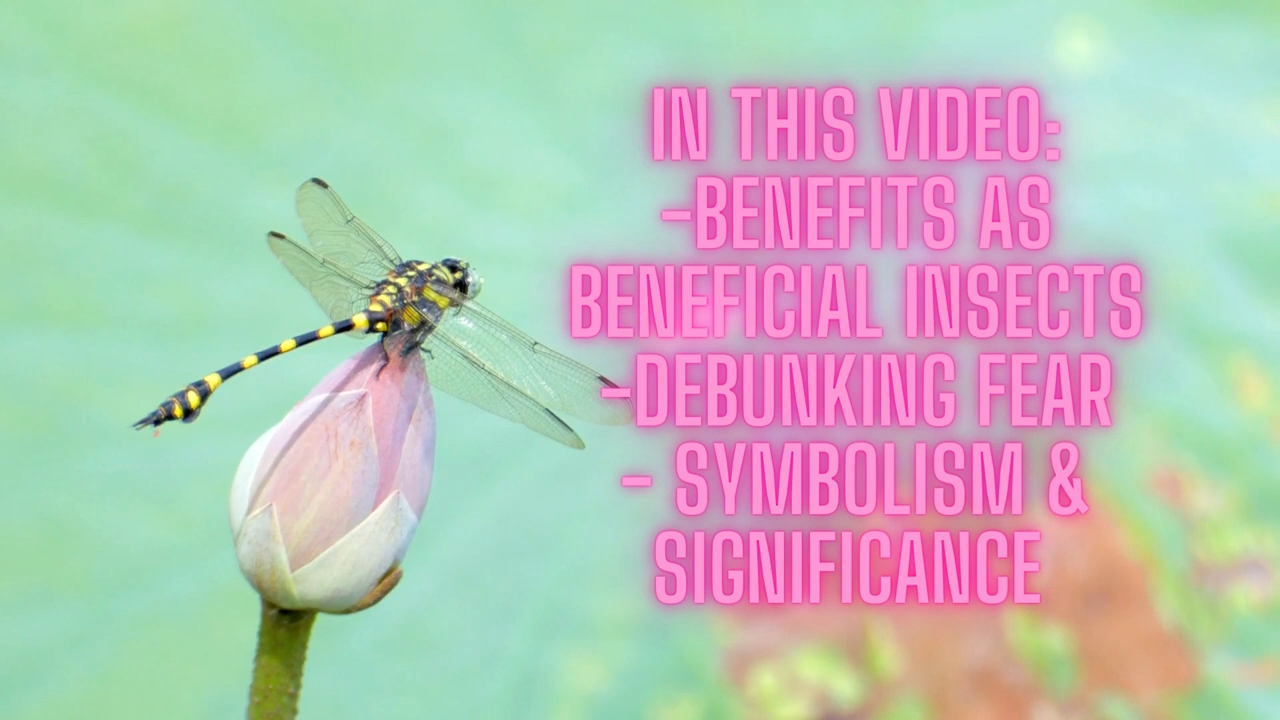 IN THIS VIDEO:
-BENEFITS AS
BENEFICIAL INSECTS
-DEBUNKING FEAR
- SYMBOLISM &
SIGNIFICANCE